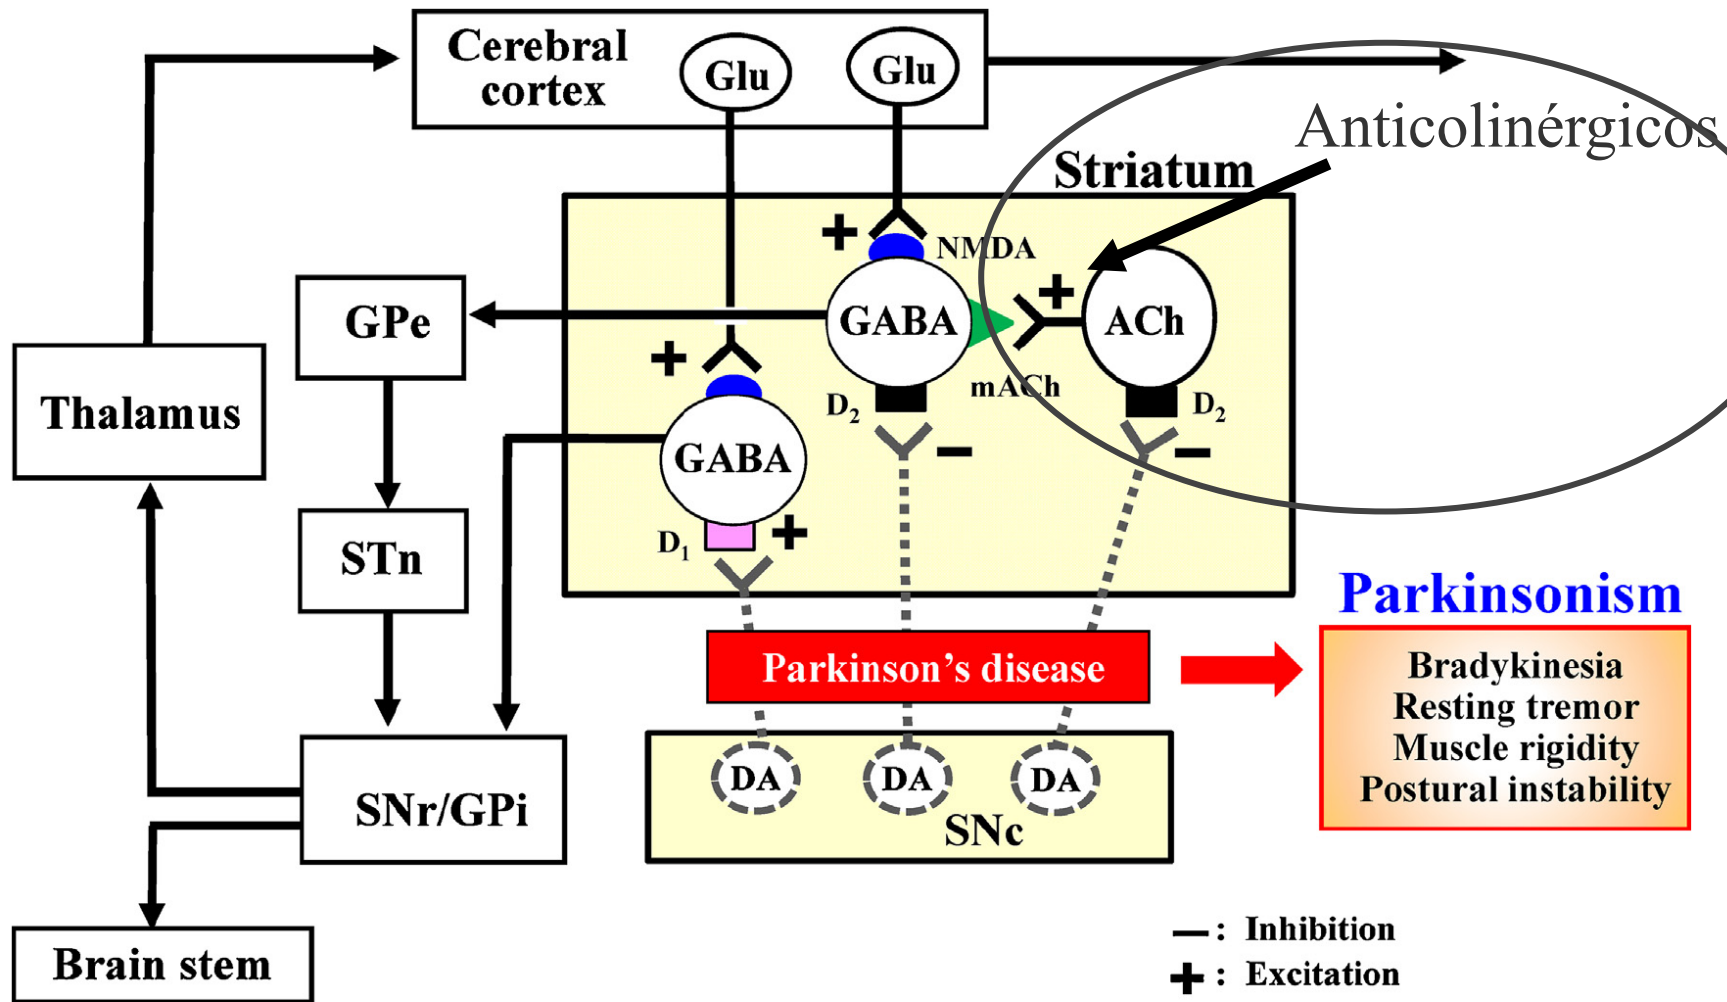 Cerebral
cortex
Glu
Glu
Anticolinérgicos
Striatum
+
NMDA
GPe
GABA
+
ACh
+
mACh
D2
D2
Thalamus
GABA
−
−
D1
+
STn
Parkinsonism
Parkinson's disease
Bradykinesia
Resting tremor
Muscle rigidity
Postural instability
DA
DA
DA
SNc
SNr/GPi
Brain stem
− : Inhibition
+ : Excitation